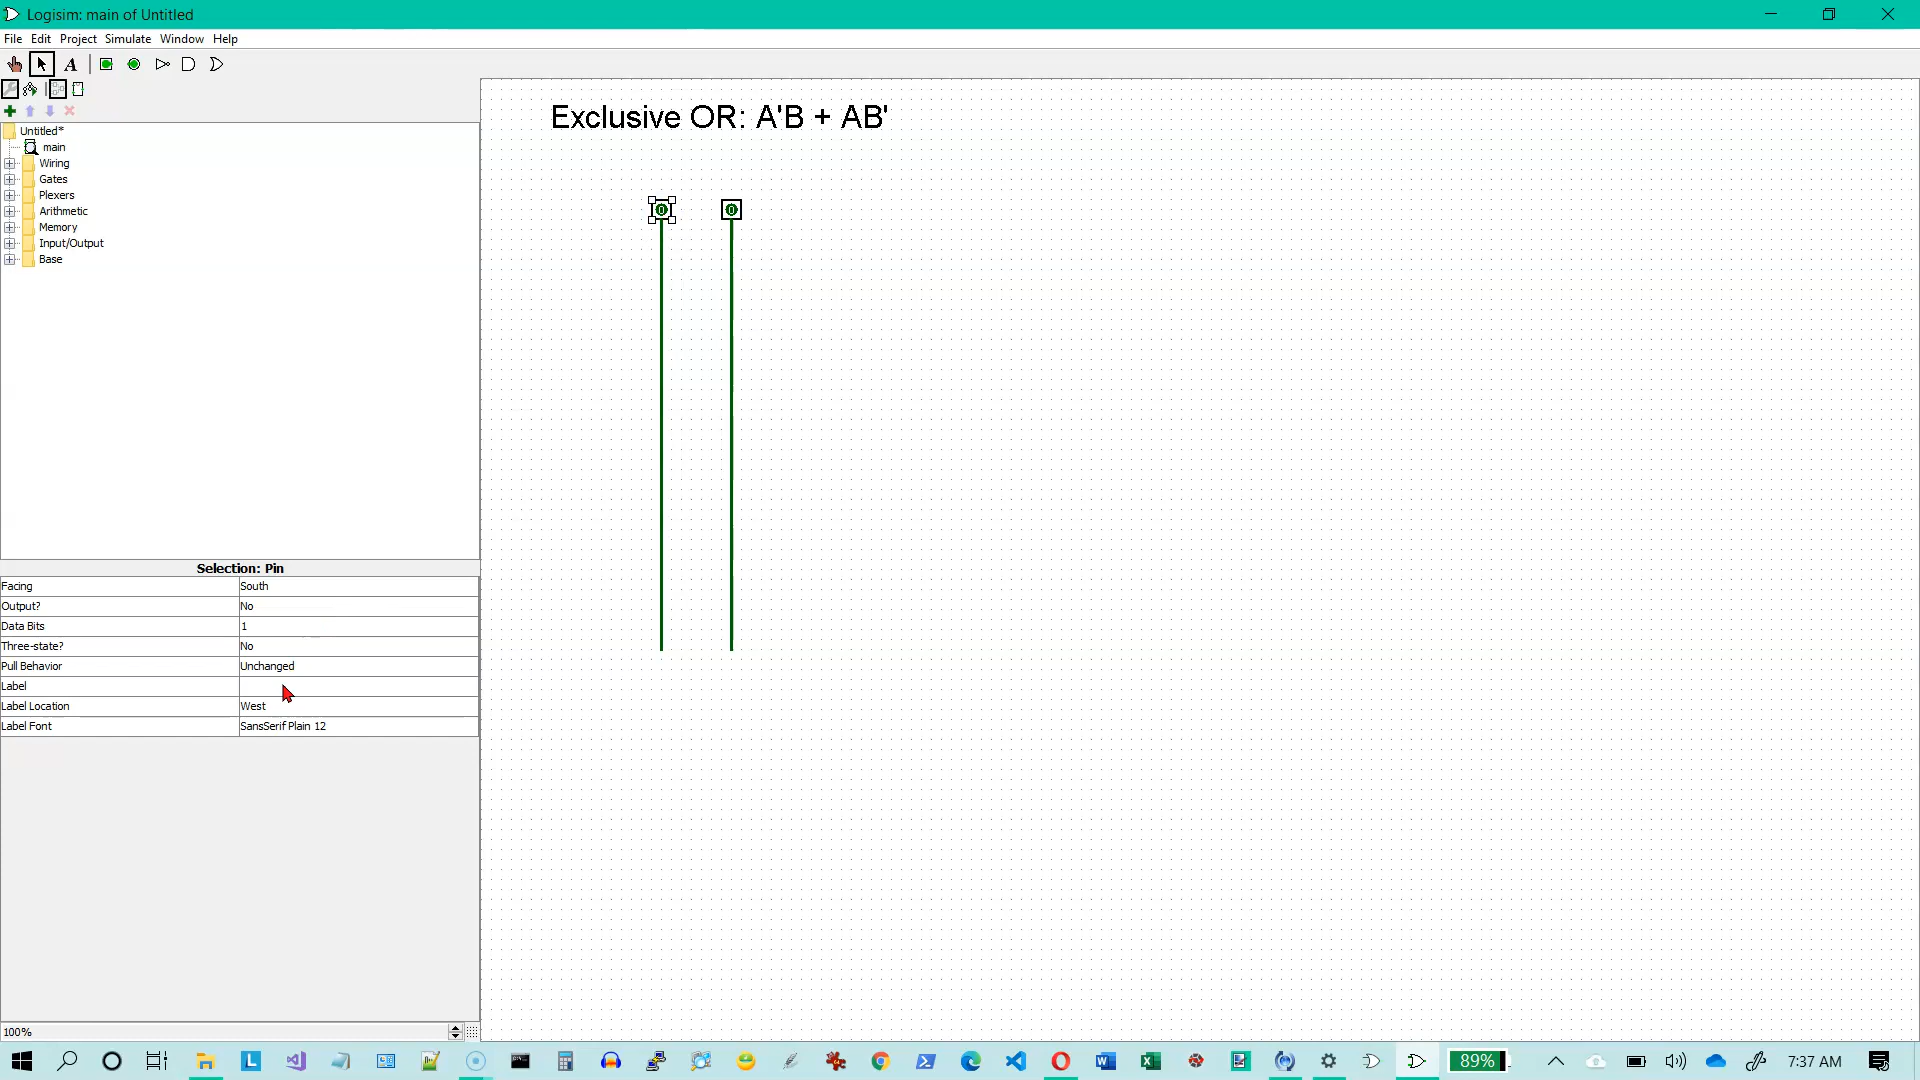 Logisim: main of Untitled
File Edit Project Simulate Window Help
A
Exclusive OR: A'B + AB'
Untitled*
main
Wiring
Gates
Plexers
Arithmetic
Memory
Input/Output
Base
0 0
Selection: Pin
Facing South
Output? No
Data Bits 1
Three-state? No
Pull Behavior Unchanged
Label
Label Location West
Label Font SansSerif Plain 12
100%
89% 7:37 AM